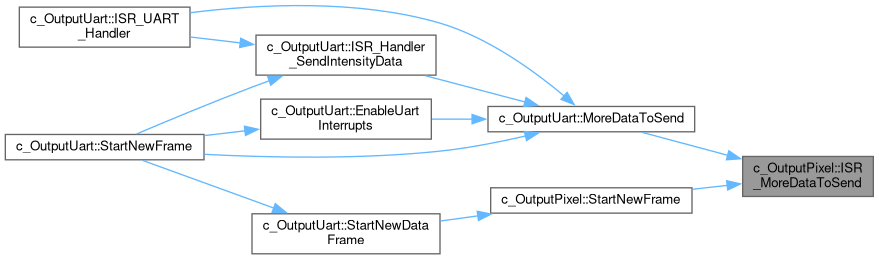 c_OutputUart::ISR_UART
_Handler
c_OutputUart::ISR_Handler
_SendIntensityData
c_OutputUart::EnableUart
Interrupts
c_OutputUart::MoreDataToSend
c_OutputUart::StartNewFrame
c_OutputPixel::ISR
_MoreDataToSend
c_OutputPixel::StartNewFrame
c_OutputUart::StartNewData
Frame